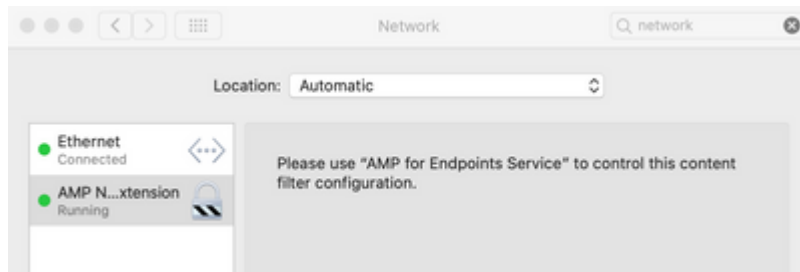 Network
network
Location: Automatic
Ethernet
Connected
AMP N...xtension
Running
Please use "AMP for Endpoints Service" to control this content
filter configuration.